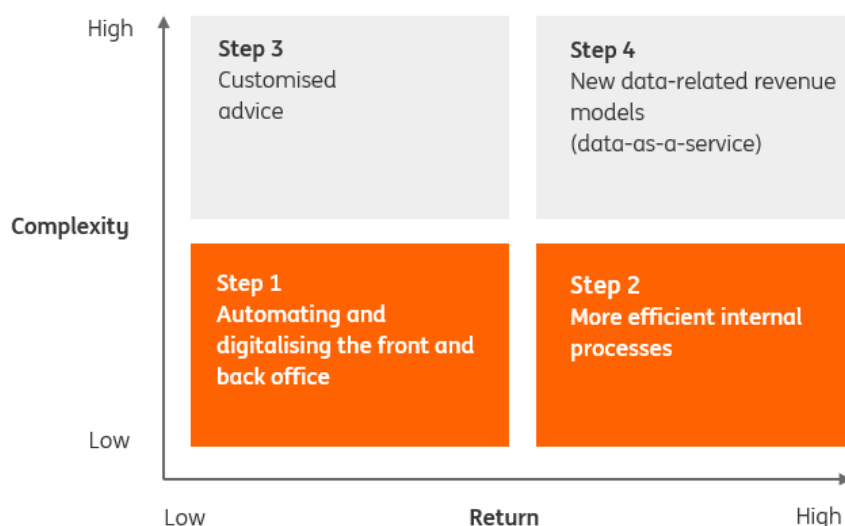 High
Step 3
Customised
advice
Step 4
New data-related revenue
models
(data-as-a-service)
Complexity
Step 1
Automating and
digitalising the front and
back office
Step 2
More efficient internal
processes
Low
Low
Return
High